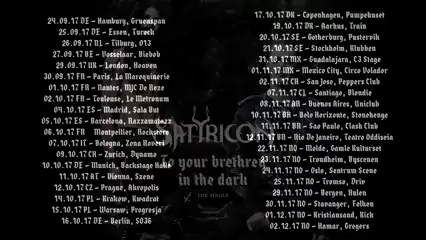 24.09.17 DE - Hamburg, Gruenspan
25.09.17 DE - Essen, Turock
26.09.17 NL - Tilburg, 013
27.09.17 BE - Vosselaar, Biebob
29.09.17 UK - London, Heaven
30.09.17 FR - Paris, La Maroquinerie
01.10.17 FR - Nantes, MJC De Reze
02.10.17 FR - Toulouse, Le Metronum
04.10.17 ES - Madrid, Sala But
05.10.17 ES - Barcelona, Razzamatazz
06.10.17 FR Montpellier, Rockstore
07.10.17 IT - Bologna, Zona Roveri
09.10.17 CH - Zurich, Dynamo
10.10.17 DE - Munich, Backstage Halle
11.10.17 AT - Vienna, Szene
12.10.17 CZ - Prague, Akropolis
14.10.17 PL - Krakow, Kwadrat
15.10.17 PL - Warsaw, Progresja
16.10.17 DE - Berlin, SO36
SATYRICON
To your brethren
in the dark
THE SINGLE
17.10.17 DK - Copenhagen, Pumpehuset
19.10.17 DK - Aarhus, Train
20.10.17 SE - Gothenburg, Pustervik
21.10.17 SE - Stockholm, Klubben
31.10.17 MX - Guadalajara, C3 Stage
01.11.17 MX - Mexico City, Circo Volador
02.11.17 CR - San Jose, Peppers Club
07.11.17 CL - Santiago, Blondie
08.11.17 AR - Buenos Aires, Uniclub
10.11.17 BR - Belo Horizonte, Stonehenge
11.11.17 BR - Sao Paulo, Clash Club
12.11.17 BR - Rio De Janeiro, Teatro Odisseia
22.11.17 NO - Molde, Gamle Kulturset
23.11.17 NO - Trondheim, Byscenen
24.11.17 NO - Oslo, Sentrum Scene
25.11.17 NO - Tromsø, Driv
29.11.17 NO - Bergen, Hulen
30.11.17 NO - Stavanger, Folken
01.12.17 NO - Kristiansand, Kick
02.12.17 NO - Hamar, Gregers